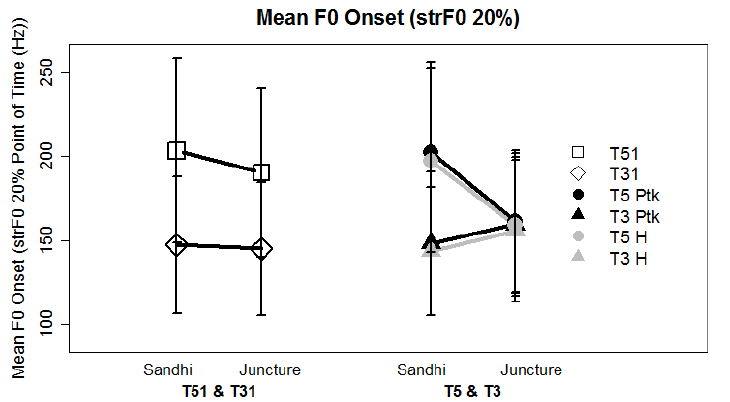 Mean F0 Onset (strF0 20%)
Mean F0 Onset (strF0 20% Point of Time (Hz))
250
200
150
100
T51
T31
T5 Ptk
T3 Ptk
T5 H
T3 H
Sandhi Juncture Sandhi Juncture
T51 & T31 T5 & T3